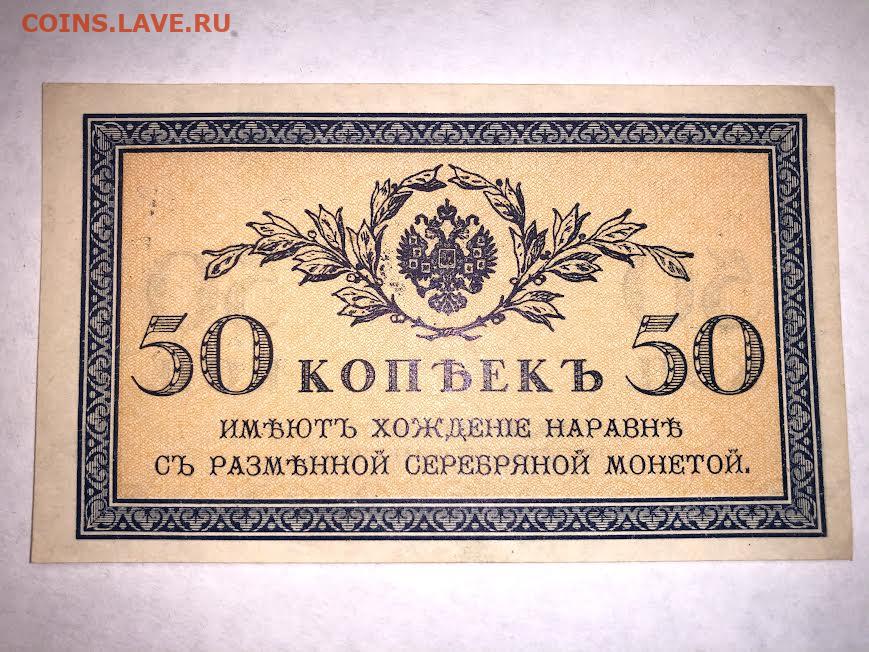 COINS.LAVE.RU
50 КОПѢЕКЪ 50
ИМѢЮТЪ ХОЖДЕНІЕ НАРАВНѢ
СЪ РАЗМѢННОЙ СЕРЕБРЯНОЙ МОНЕТОЙ.